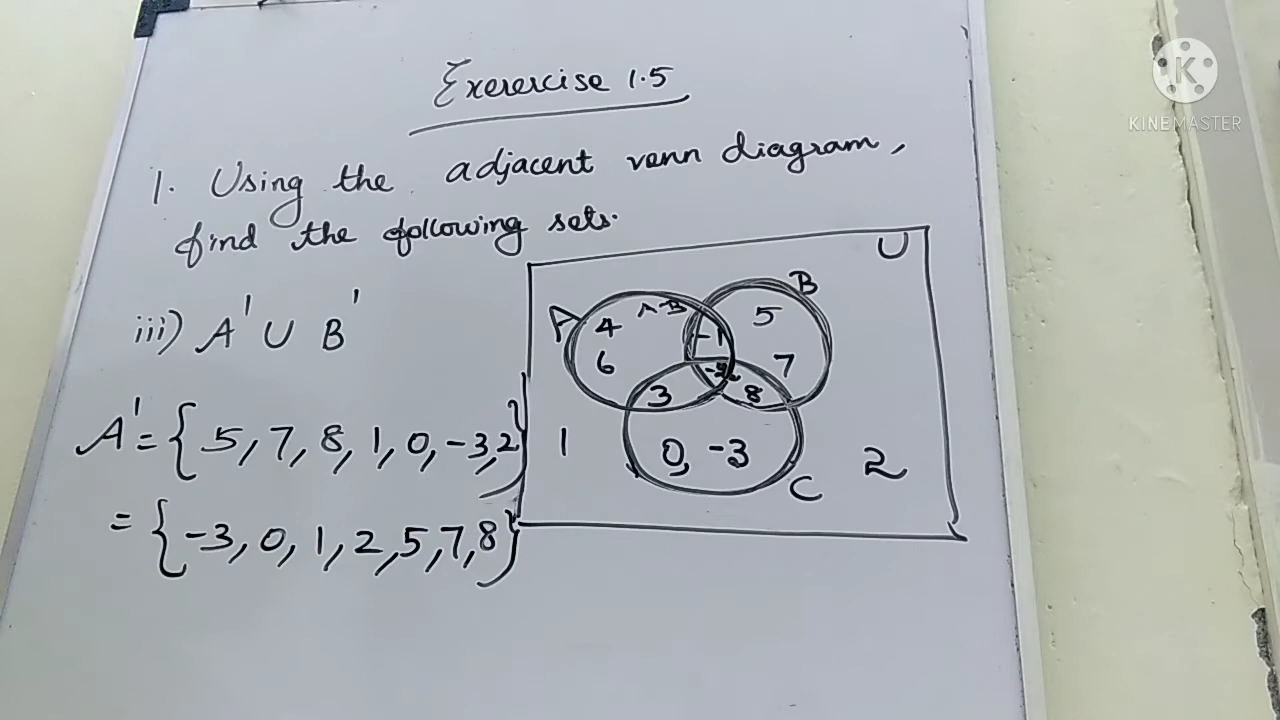 Exerercise 1.5
1. Using the adjacent venn diagram,
find the following sets.
iii) A' ∪ B'
A' = {5, 7, 8, 1, 0, -3, 2}
= {-3, 0, 1, 2, 5, 7, 8}
U
A
B
4
5
-1
6
7
-2
3
8
1
0, -3
2
C
K
KINEMASTER